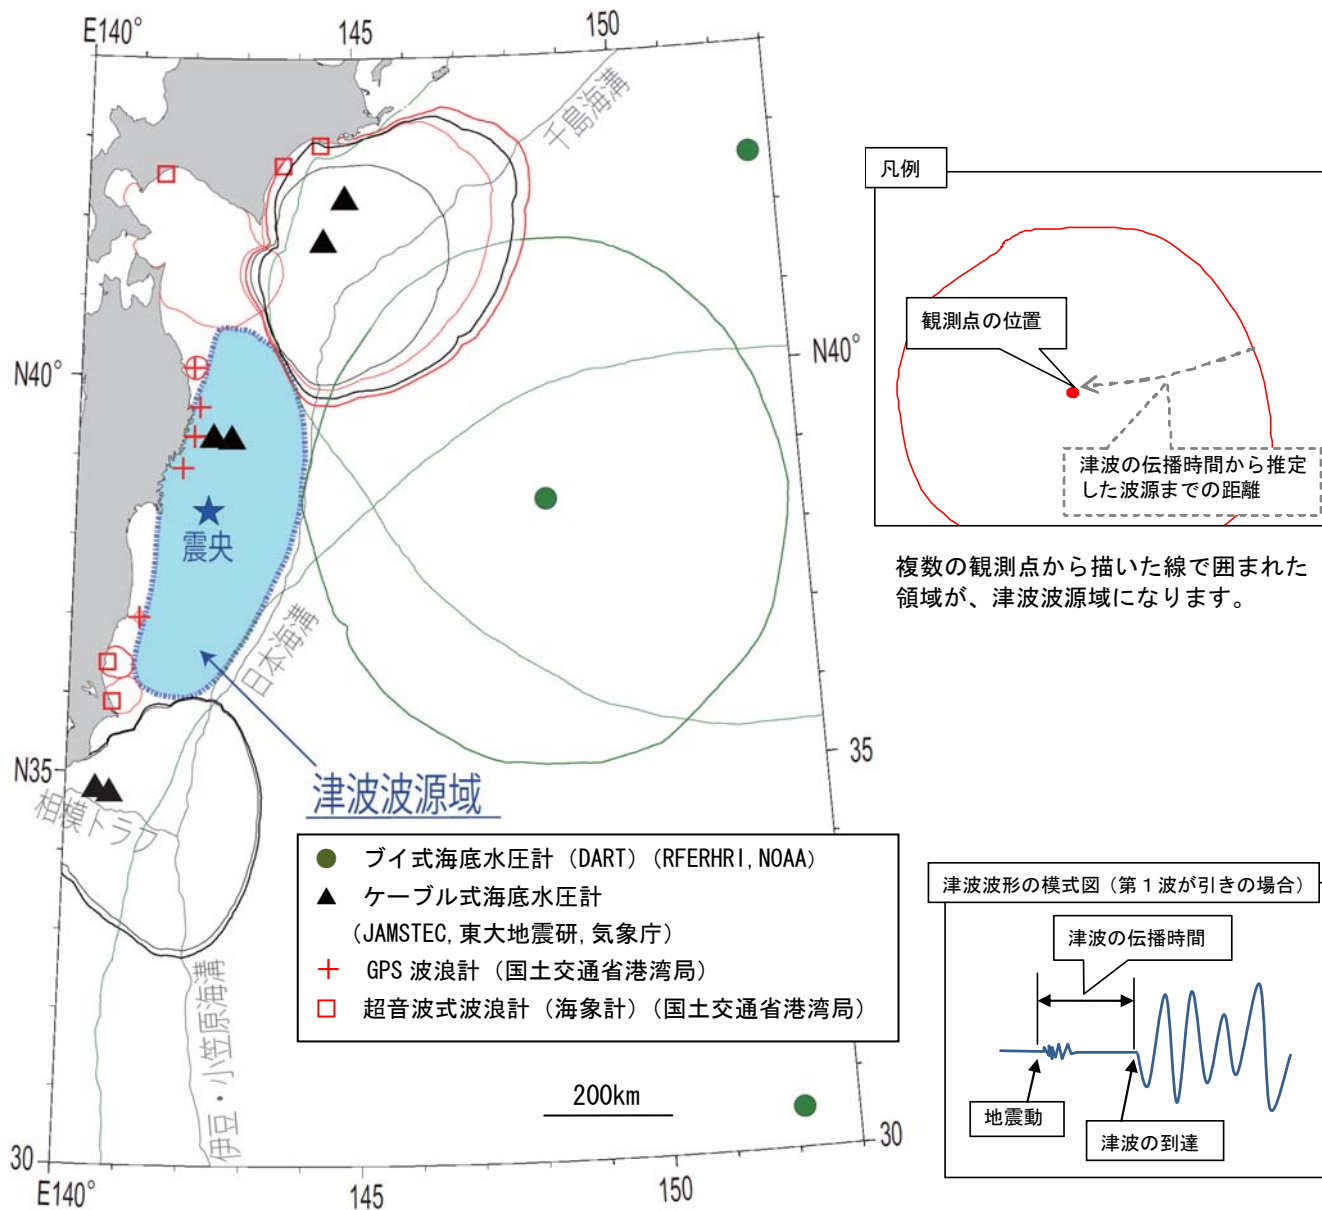 E140°
145
150
千島海溝
N40°
N40°
震央
日本海溝
35
N35
津波波源域
相模トラフ
伊豆・小笠原海溝
ブイ式海底水圧計（DART）（RFERHRI, NOAA）
ケーブル式海底水圧計
（JAMSTEC, 東大地震研, 気象庁）
GPS 波浪計（国土交通省港湾局）
超音波式波浪計（海象計）（国土交通省港湾局）
200km
30
30
E140°
145
150
凡例
観測点の位置
津波の伝播時間から推定
した波源までの距離
複数の観測点から描いた線で囲まれた
領域が、津波波源域になります。
津波波形の模式図（第１波が引きの場合）
津波の伝播時間
地震動
津波の到達